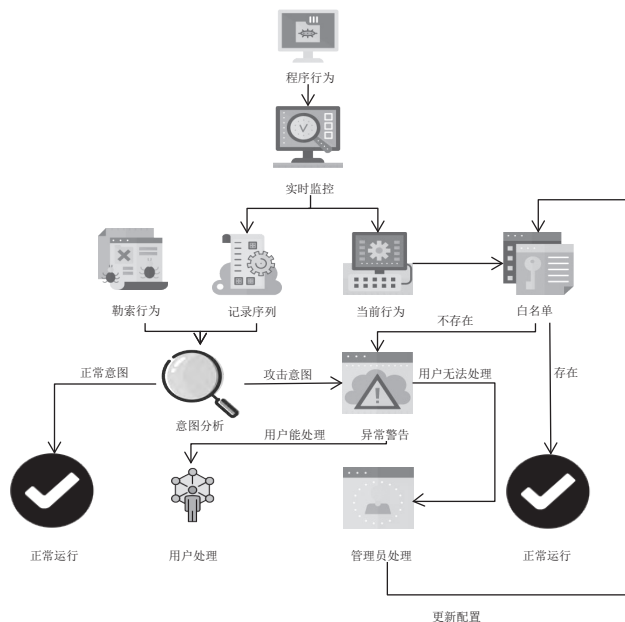 程序行为
实时监控
勒索行为
记录序列
当前行为
白名单
不存在
正常意图
攻击意图
用户无法处理
存在
意图分析
用户能处理
异常警告
正常运行
用户处理
管理员处理
正常运行
更新配置